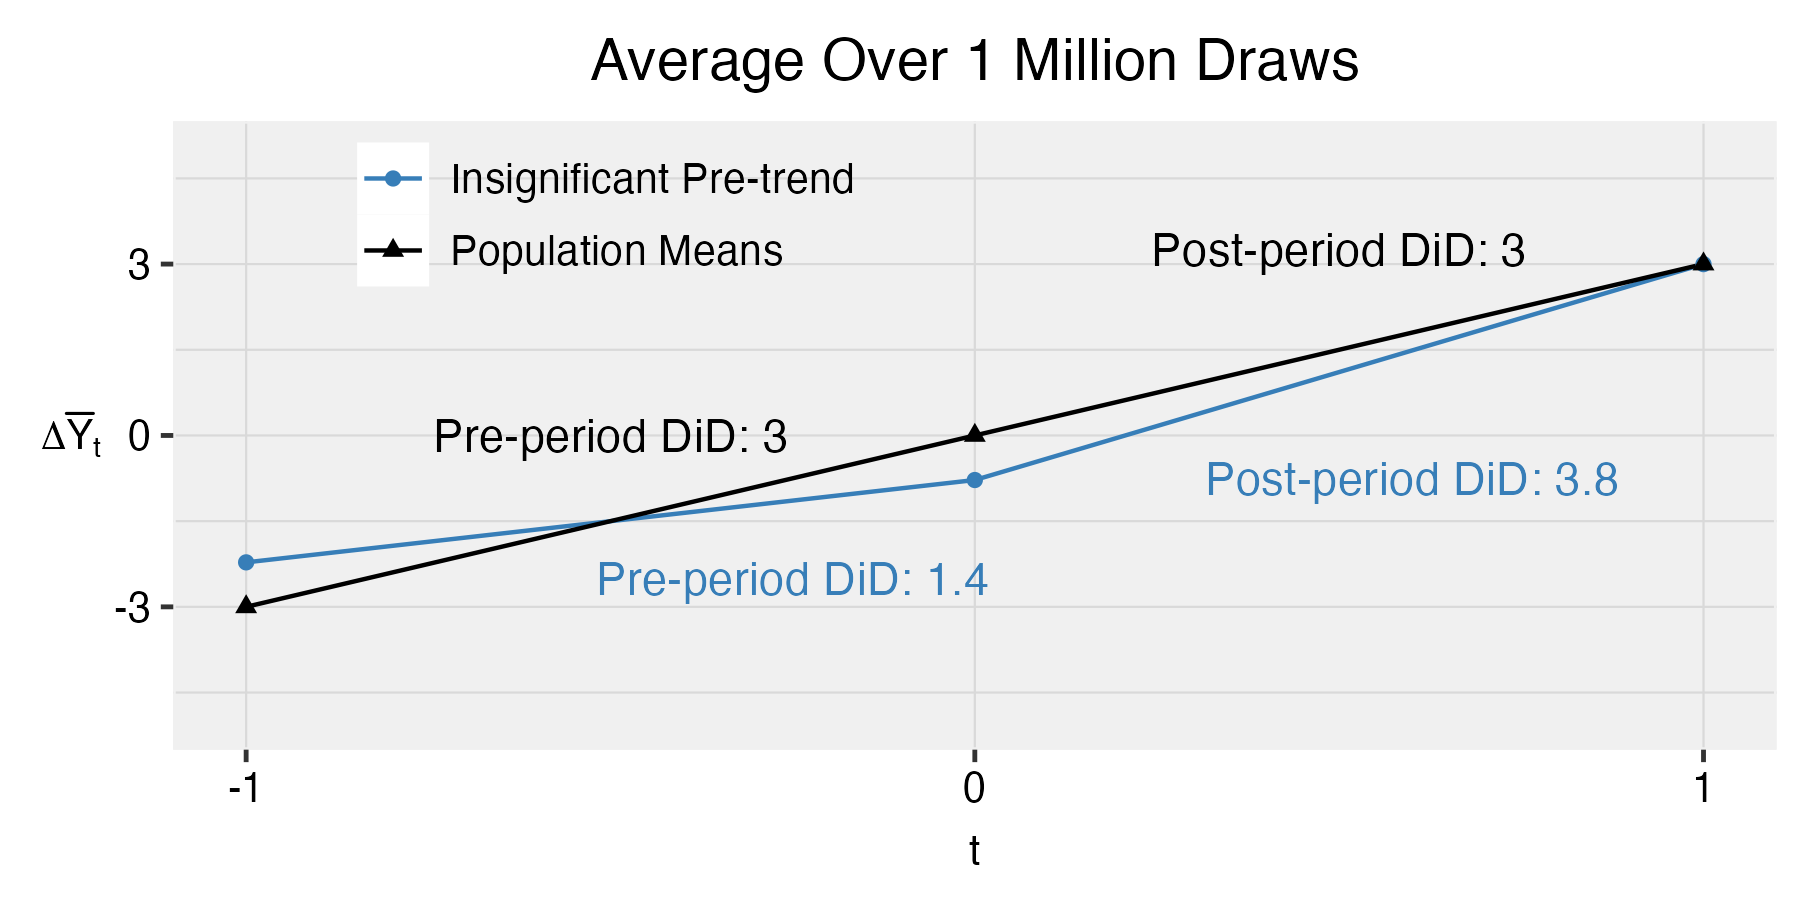 Average Over 1 Million Draws
Insignificant Pre-trend
Population Means
Post-period DiD: 3
3
Pre-period DiD: 3
ΔY̅ₜ
0
Post-period DiD: 3.8
Pre-period DiD: 1.4
-3
-1 0 1
t